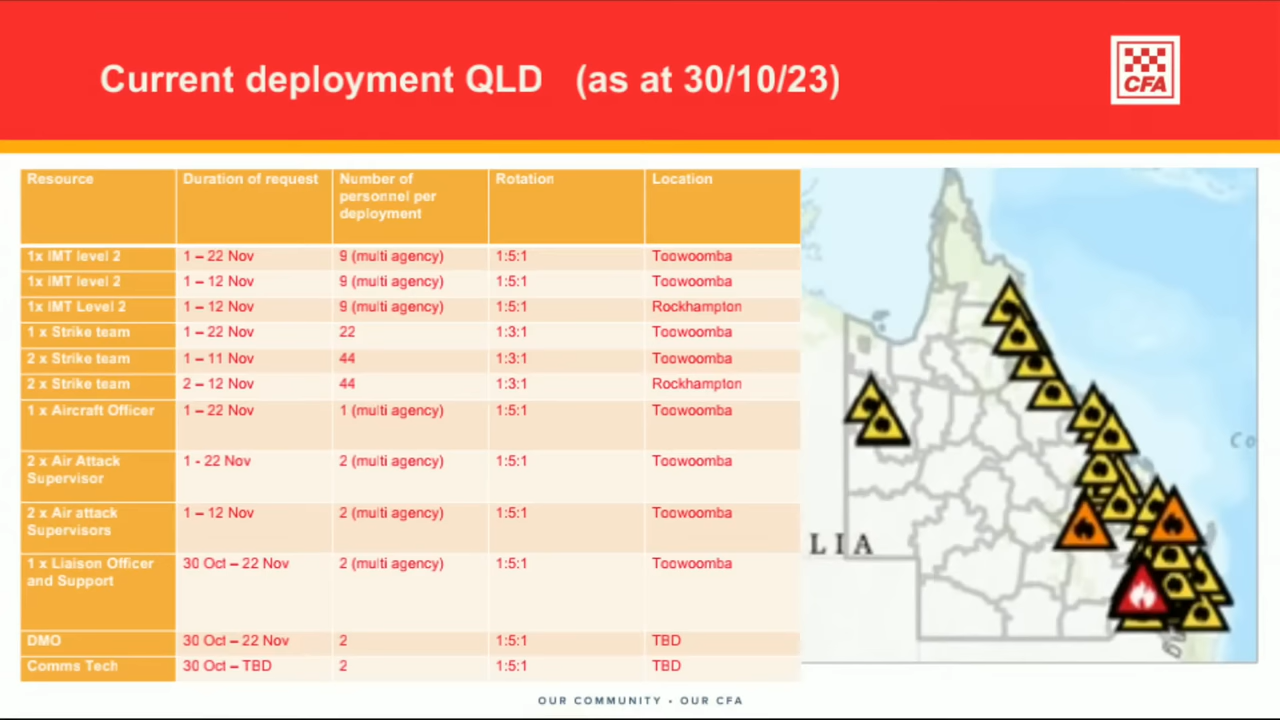 Current deployment QLD (as at 30/10/23)
CFA
Resource Duration of request Number of personnel per deployment Rotation Location
1x IMT level 2 1 – 22 Nov 9 (multi agency) 1:5:1 Toowoomba
1x IMT level 2 1 – 12 Nov 9 (multi agency) 1:5:1 Toowoomba
1x IMT Level 2 1 – 12 Nov 9 (multi agency) 1:5:1 Rockhampton
1 x Strike team 1 – 22 Nov 22 1:3:1 Toowoomba
2 x Strike team 1 – 11 Nov 44 1:3:1 Toowoomba
2 x Strike team 2 – 12 Nov 44 1:3:1 Rockhampton
1 x Aircraft Officer 1 – 22 Nov 1 (multi agency) 1:5:1 Toowoomba
2 x Air Attack Supervisor 1 - 22 Nov 2 (multi agency) 1:5:1 Toowoomba
2 x Air attack Supervisors 1 – 12 Nov 2 (multi agency) 1:5:1 Toowoomba
1 x Liaison Officer and Support 30 Oct – 22 Nov 2 (multi agency) 1:5:1 Toowoomba
DMO 30 Oct – 22 Nov 2 1:5:1 TBD
Comms Tech 30 Oct – TBD 2 1:5:1 TBD
LIA
Co
OUR COMMUNITY • OUR CFA